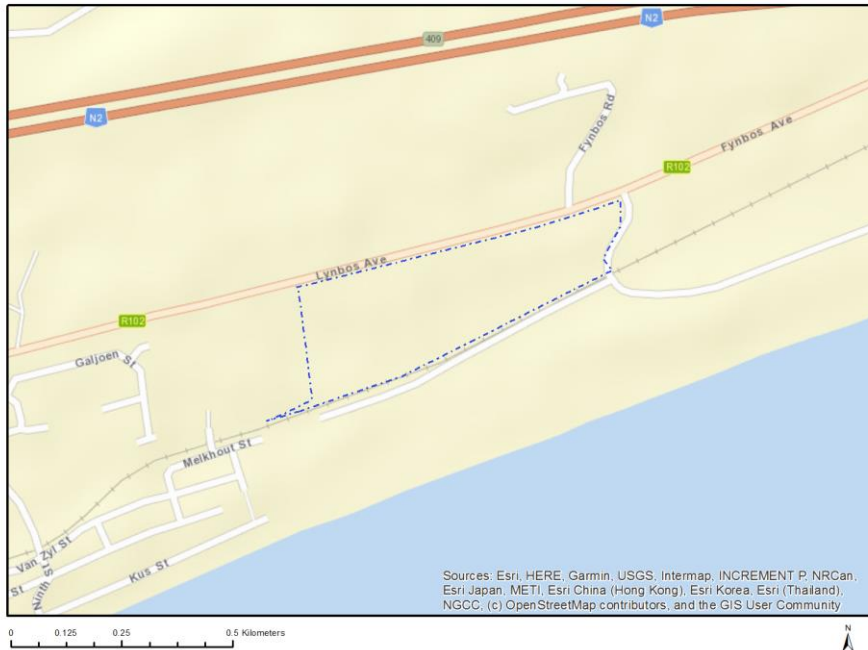 N2
409
N2
Fynbos Rd
Fynbos Ave
R102
Lynbos Ave
R102
Galjoen St
Melkhout St
Van Zyl St
St
Ninth St
Kus St
Sources: Esri, HERE, Garmin, USGS, Intermap, INCREMENT P, NRCan,
Esri Japan, METI, Esri China (Hong Kong), Esri Korea, Esri (Thailand),
NGCC, (c) OpenStreetMap contributors, and the GIS User Community
0 0.125 0.25 0.5 Kilometers
N